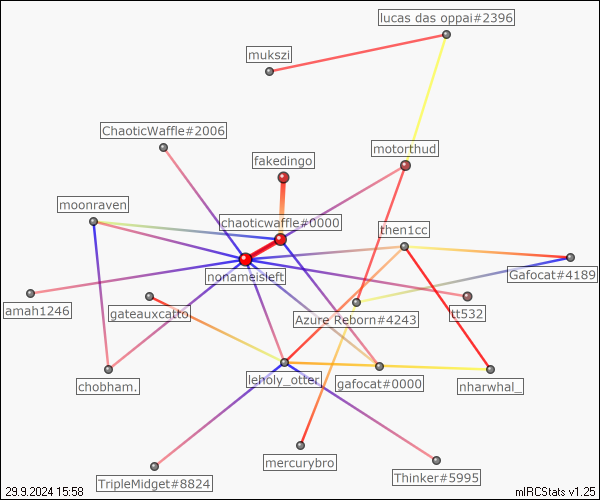 lucas das oppai#2396
mukszi
ChaoticWaffle#2006
motorthud
fakedingo
moonraven
chaoticwaffle#0000
then1cc
nonameisleft
Gafocat#4189
amah1246
gateauxcatto
Azure Reborn#4243
tt532
chobham.
leholy_otter
gafocat#0000
nharwhal_
mercurybro
TripleMidget#8824
Thinker#5995
29.9.2024 15:58
mIRCStats v1.25